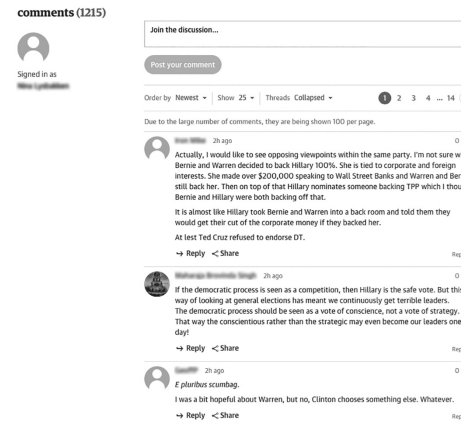 comments (1215)
Join the discussion...
Signed in as
Post your comment
Order by Newest Show 25 Threads Collapsed 1 2 3 4 ... 14
Due to the large number of comments, they are being shown 100 per page.
2h ago 0
Actually, I would like to see opposing viewpoints within the same party. I'm not sure w
Bernie and Warren decided to back Hillary 100%. She is tied to corporate and foreign
interests. She made over $200,000 speaking to Wall Street Banks and Warren and Ber
still back her. Then on top of that Hillary nominates someone backing TPP which I thou
Bernie and Hillary were both backing off that.
It is almost like Hillary took Bernie and Warren into a back room and told them they
would get their cut of the corporate money if they backed her.
At lest Ted Cruz refused to endorse DT.
Reply Share Rep
2h ago 0
If the democratic process is seen as a competition, then Hillary is the safe vote. But this
way of looking at general elections has meant we continuously get terrible leaders.
The democratic process should be seen as a vote of conscience, not a vote of strategy.
That way the conscientious rather than the strategic may even become our leaders one
day!
Reply Share Rep
2h ago 0
E pluribus scumbag.
I was a bit hopeful about Warren, but no, Clinton chooses something else. Whatever.
Reply Share Rep